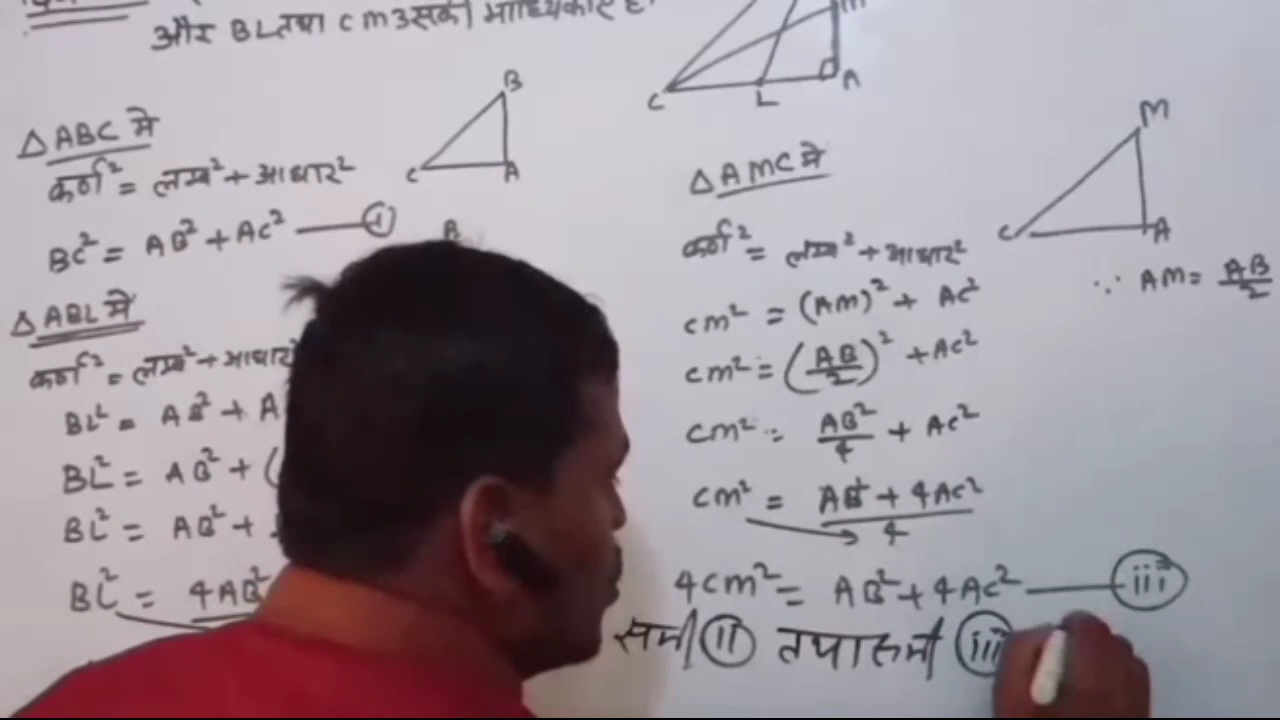 और BL तथा CM उसकी माध्यिकाएँ है।
△ABC मे
कर्ण² = लम्ब² + आधार²
BC² = AB² + AC² — (i)
B
C
A
B
△ABL मे
कर्ण² = लम्ब² + आधार²
BL² = AB² + A
BL² = AB² + (
BL² = AB² +
BL² = 4AB²
C
L
A
M
△AMC मे
कर्ण² = लम्ब² + आधार²
M
C
A
∵ AM = AB/2
CM² = (AM)² + AC²
CM² = (AB/2)² + AC²
CM² = AB²/4 + AC²
CM² = AB² + 4AC²/4
4CM² = AB² + 4AC² — (iii)
समी (ii) तथा समी (iii)